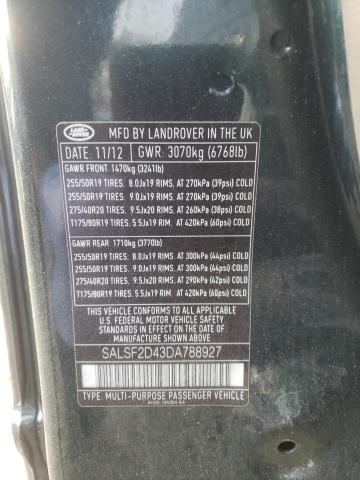 LAND
ROVER
MFD BY LANDROVER IN THE UK
DATE: 11/12 GWR: 3070kg (6768lb)
GAWR FRONT 1470kg (3241lb)
255/50R19 TIRES. 8.0Jx19 RIMS. AT 270kPa (39psi) COLD
255/50R19 TIRES. 9.0Jx19 RIMS. AT 270kPa (39psi) COLD
275/40R20 TIRES. 9.5Jx20 RIMS. AT 260kPa (38psi) COLD
T175/80R19 TIRES. 5.5Jx19 RIM. AT 420kPa (60psi) COLD
GAWR REAR 1710kg (3770lb)
255/50R19 TIRES. 8.0Jx19 RIMS. AT 300kPa (44psi) COLD
255/50R19 TIRES. 9.0Jx19 RIMS. AT 300kPa (44psi) COLD
275/40R20 TIRES. 9.5Jx20 RIMS. AT 290kPa (42psi) COLD
T175/80R19 TIRES. 5.5Jx19 RIM. AT 420kPa (60psi) COLD
THIS VEHICLE CONFORMS TO ALL APPLICABLE
U.S. FEDERAL MOTOR VEHICLE SAFETY
BUMPER AND THEFT PREVENTION STANDARDS
IN EFFECT ON THE DATE OF
MANUFACTURE SHOWN ABOVE
SALSF2D43DA788927
TYPE: MULTI-PURPOSE PASSENGER VEHICLE